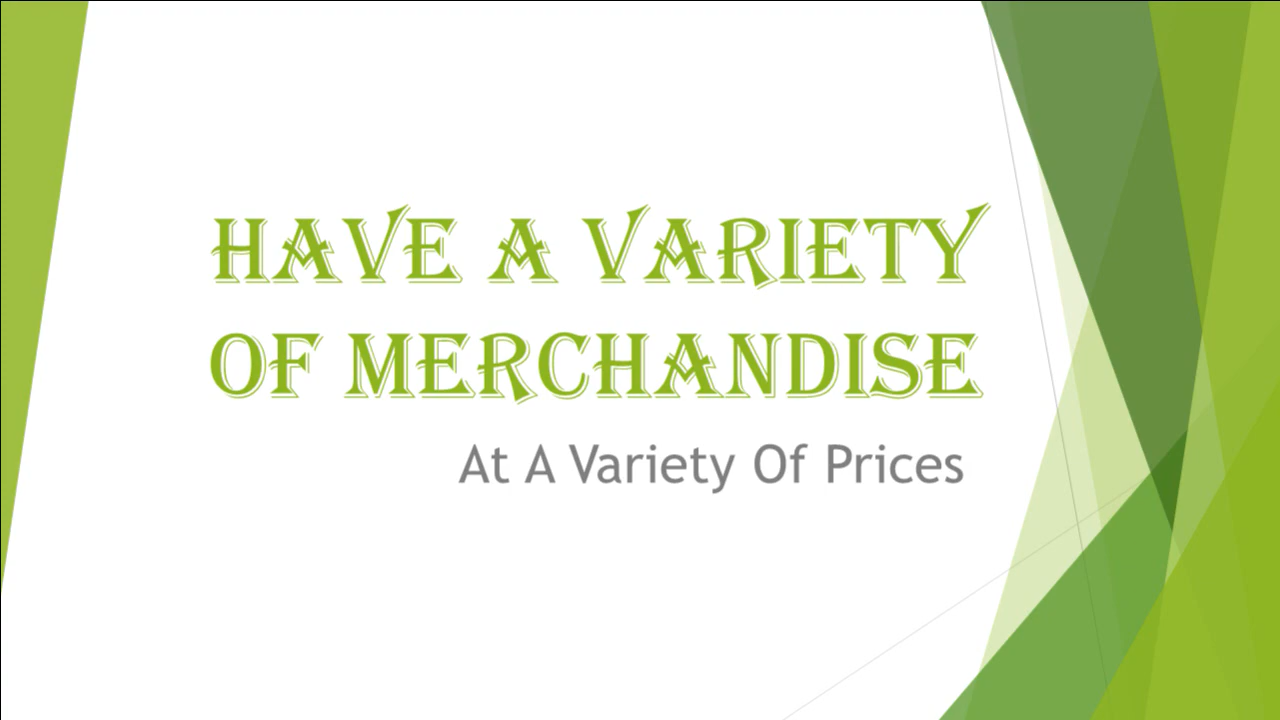 HAVE A VARIETY
OF MERCHANDISE
At A Variety Of Prices